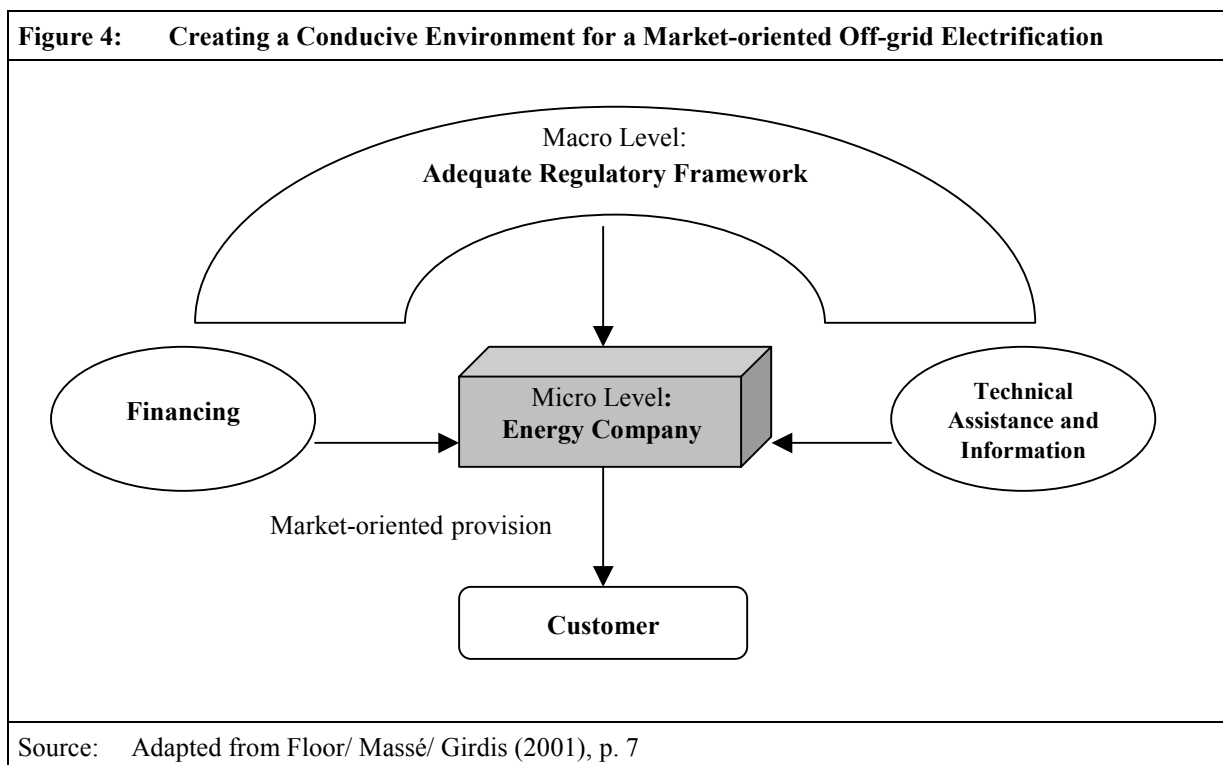 Figure 4: Creating a Conducive Environment for a Market-oriented Off-grid Electrification
Macro Level:
Adequate Regulatory Framework
Financing
Micro Level:
Energy Company
Technical
Assistance and
Information
Market-oriented provision
Customer
Source: Adapted from Floor/ Massé/ Girdis (2001), p. 7